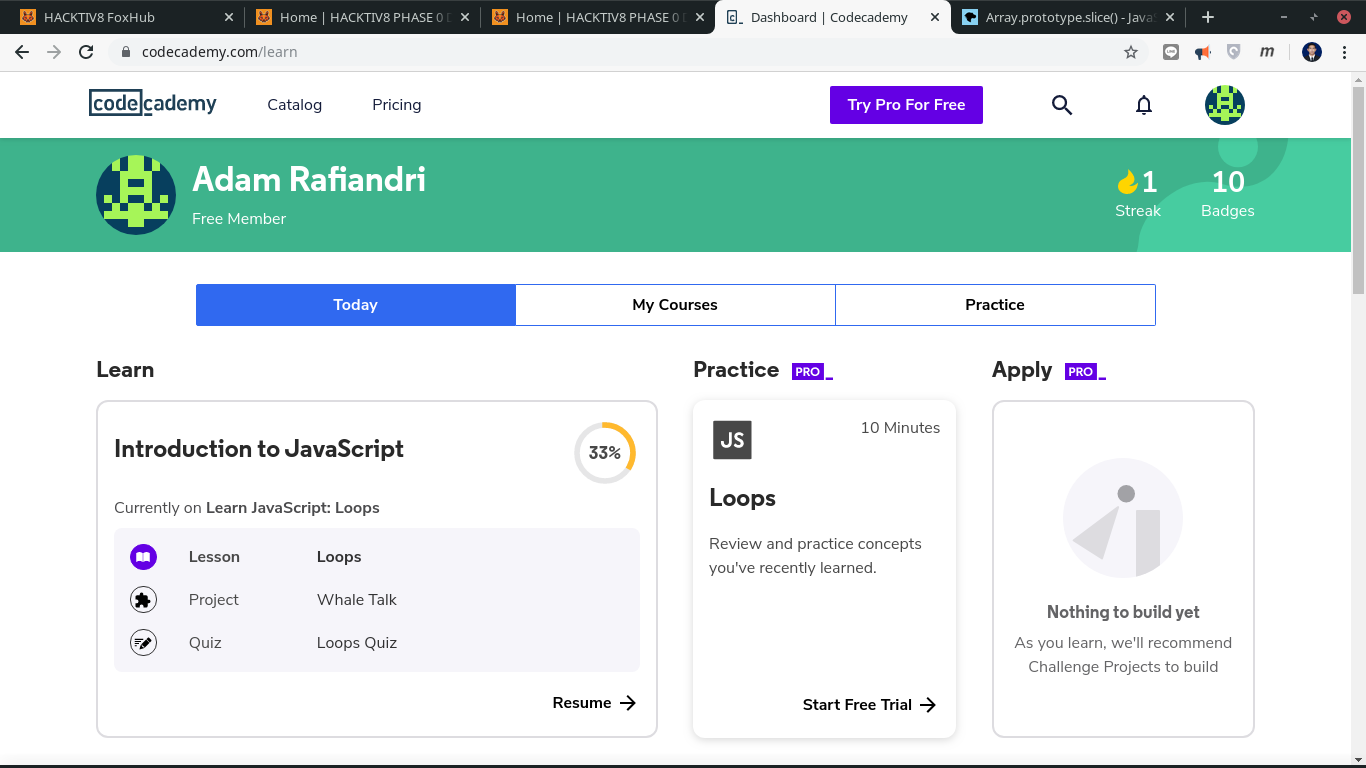 HACKTIV8 FoxHub
Home | HACKTIV8 PHASE 0
Home | HACKTIV8 PHASE 0
Dashboard | Codecademy
Array.prototype.slice() - Java
codecademy.com/learn
codecademy
Catalog
Pricing
Try Pro For Free
Adam Rafiandri
Free Member
1
Streak
10
Badges
Today
My Courses
Practice
Learn
Introduction to JavaScript
33%
Currently on Learn JavaScript: Loops
Lesson Loops
Project Whale Talk
Quiz Loops Quiz
Resume
Practice PRO
JS
10 Minutes
Loops
Review and practice concepts
you've recently learned.
Start Free Trial
Apply PRO
Nothing to build yet
As you learn, we'll recommend
Challenge Projects to build